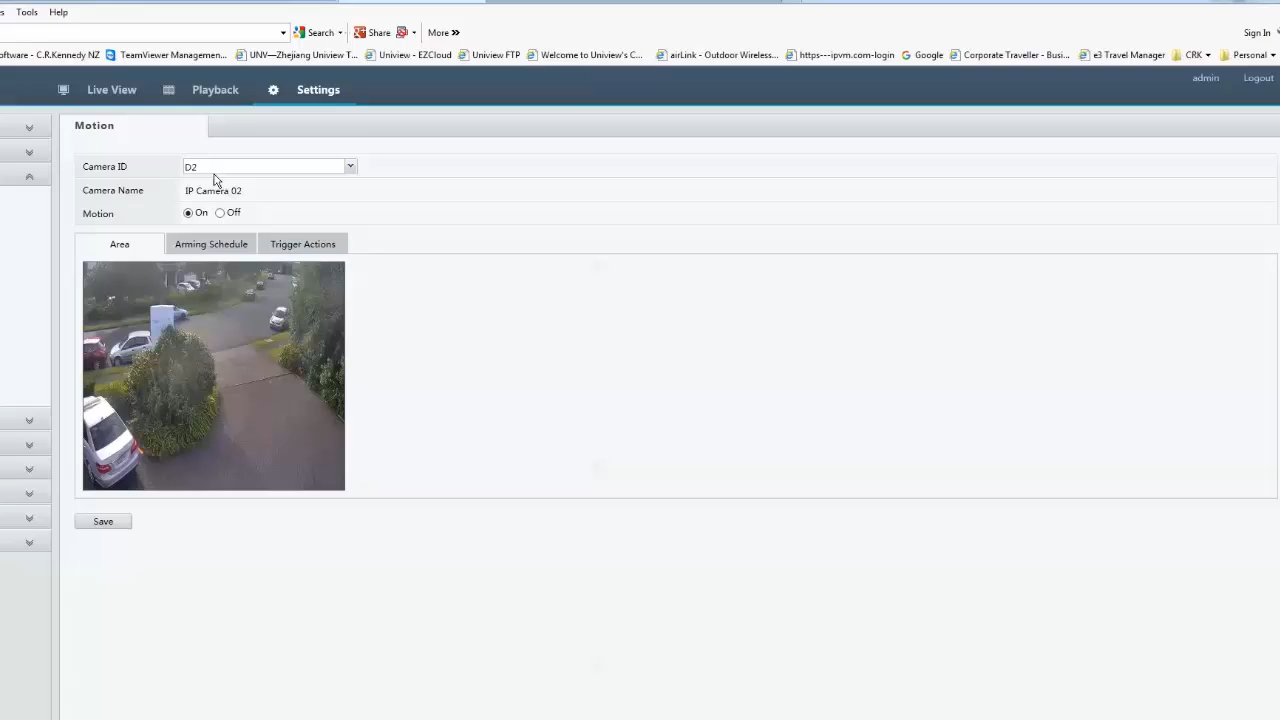 s Tools Help
Search Share More »
Sign In
oftware - C.R.Kennedy NZ TeamViewer Managemen... UNV—Zhejiang Uniview T... Uniview - EZCloud Uniview FTP Welcome to Uniview's C... airLink - Outdoor Wireless... https---ipvm.com-login Google Corporate Traveller - Busi... e3 Travel Manager CRK Personal
Live View Playback Settings
admin Logout
Motion
Camera ID D2
Camera Name IP Camera 02
Motion On Off
Area Arming Schedule Trigger Actions
Save